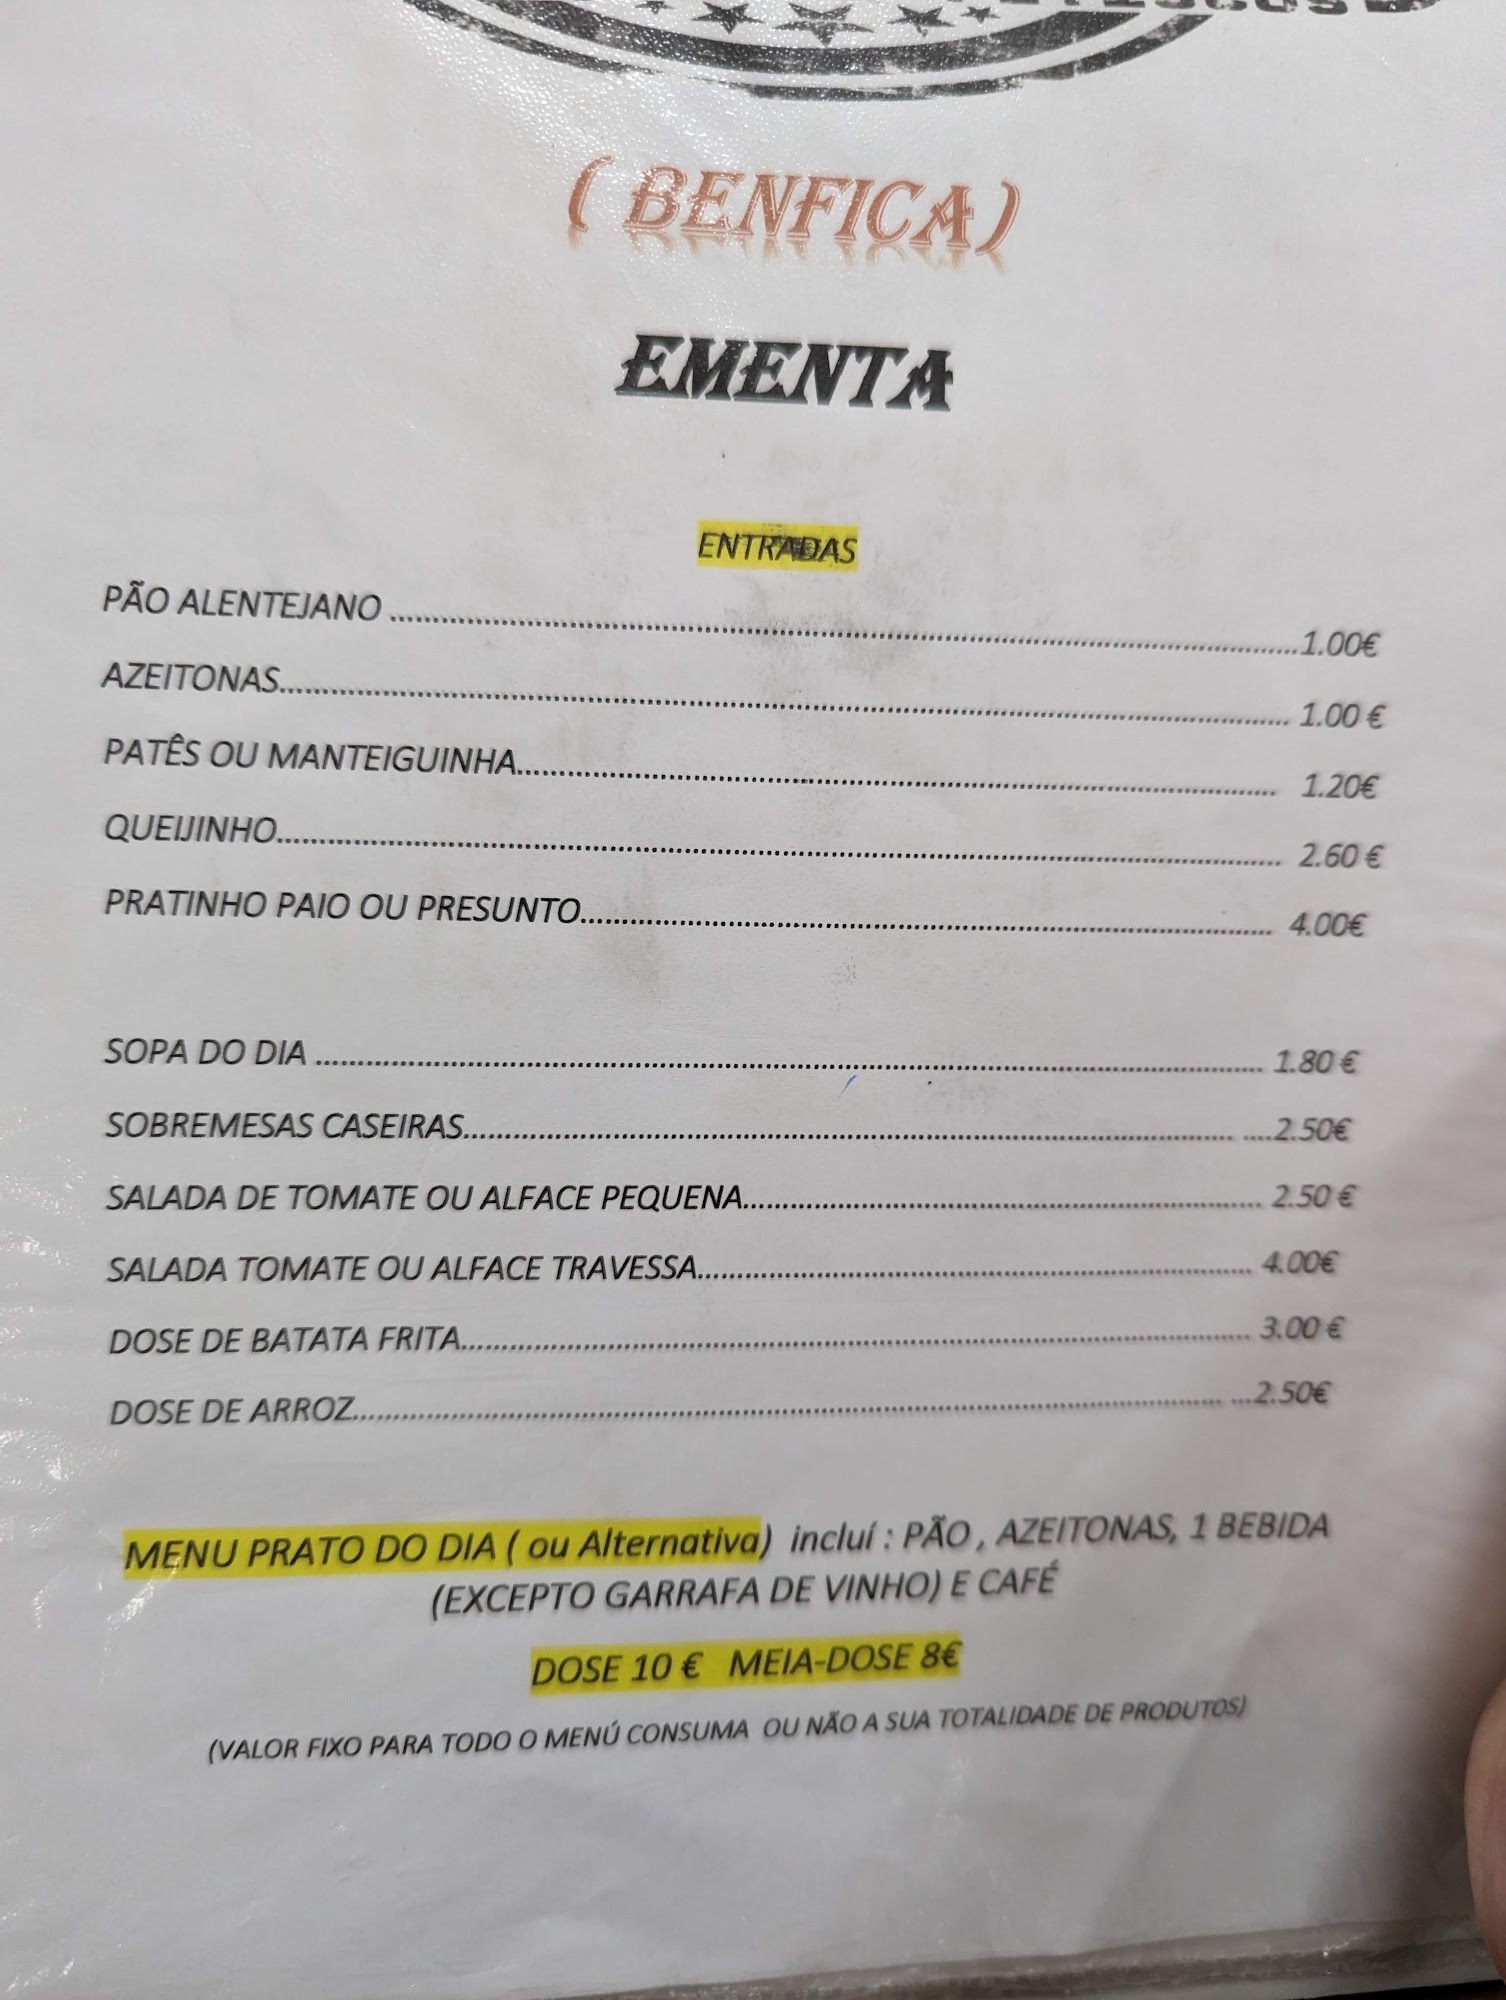 ( BENFICA)
EMENTA
ENTRADAS
PÃO ALENTEJANO ........................ 1.00€
AZEITONAS........................ 1.00 €
PATÊS OU MANTEIGUINHA........................ 1.20€
QUEIJINHO........................ 2.60 €
PRATINHO PAIO OU PRESUNTO........................ 4.00€
SOPA DO DIA ........................ 1.80 €
SOBREMESAS CASEIRAS........................ .....2.50€
SALADA DE TOMATE OU ALFACE PEQUENA........................ 2.50 €
SALADA TOMATE OU ALFACE TRAVESSA........................ 4.00€
DOSE DE BATATA FRITA........................ 3.00 €
DOSE DE ARROZ........................ ...2.50€
MENU PRATO DO DIA ( ou Alternativa) incluí : PÃO , AZEITONAS, 1 BEBIDA
(EXCEPTO GARRAFA DE VINHO) E CAFÉ
DOSE 10 € MEIA-DOSE 8€
(VALOR FIXO PARA TODO O MENÚ CONSUMA OU NÃO A SUA TOTALIDADE DE PRODUTOS)